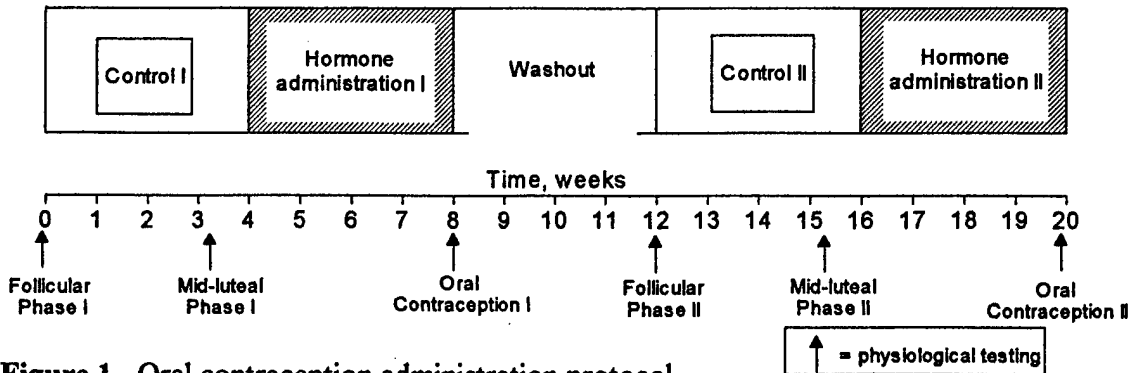 Control I
Hormone
administration I
Washout
Control II
Hormone
administration II
Time, weeks
0 1 2 3 4 5 6 7 8 9 10 11 12 13 14 15 16 17 18 19 20
Follicular
Phase I
Mid-luteal
Phase I
Oral
Contraception I
Follicular
Phase II
Mid-luteal
Phase II
Oral
Contraception II
= physiological testing
Figure 1. Oral contraception administration protocol